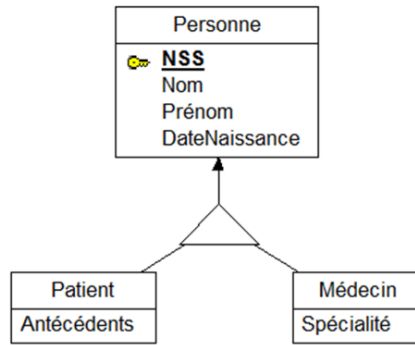 Personne
NSS
Nom
Prénom
DateNaissance
Patient
Antécédents
Médecin
Spécialité